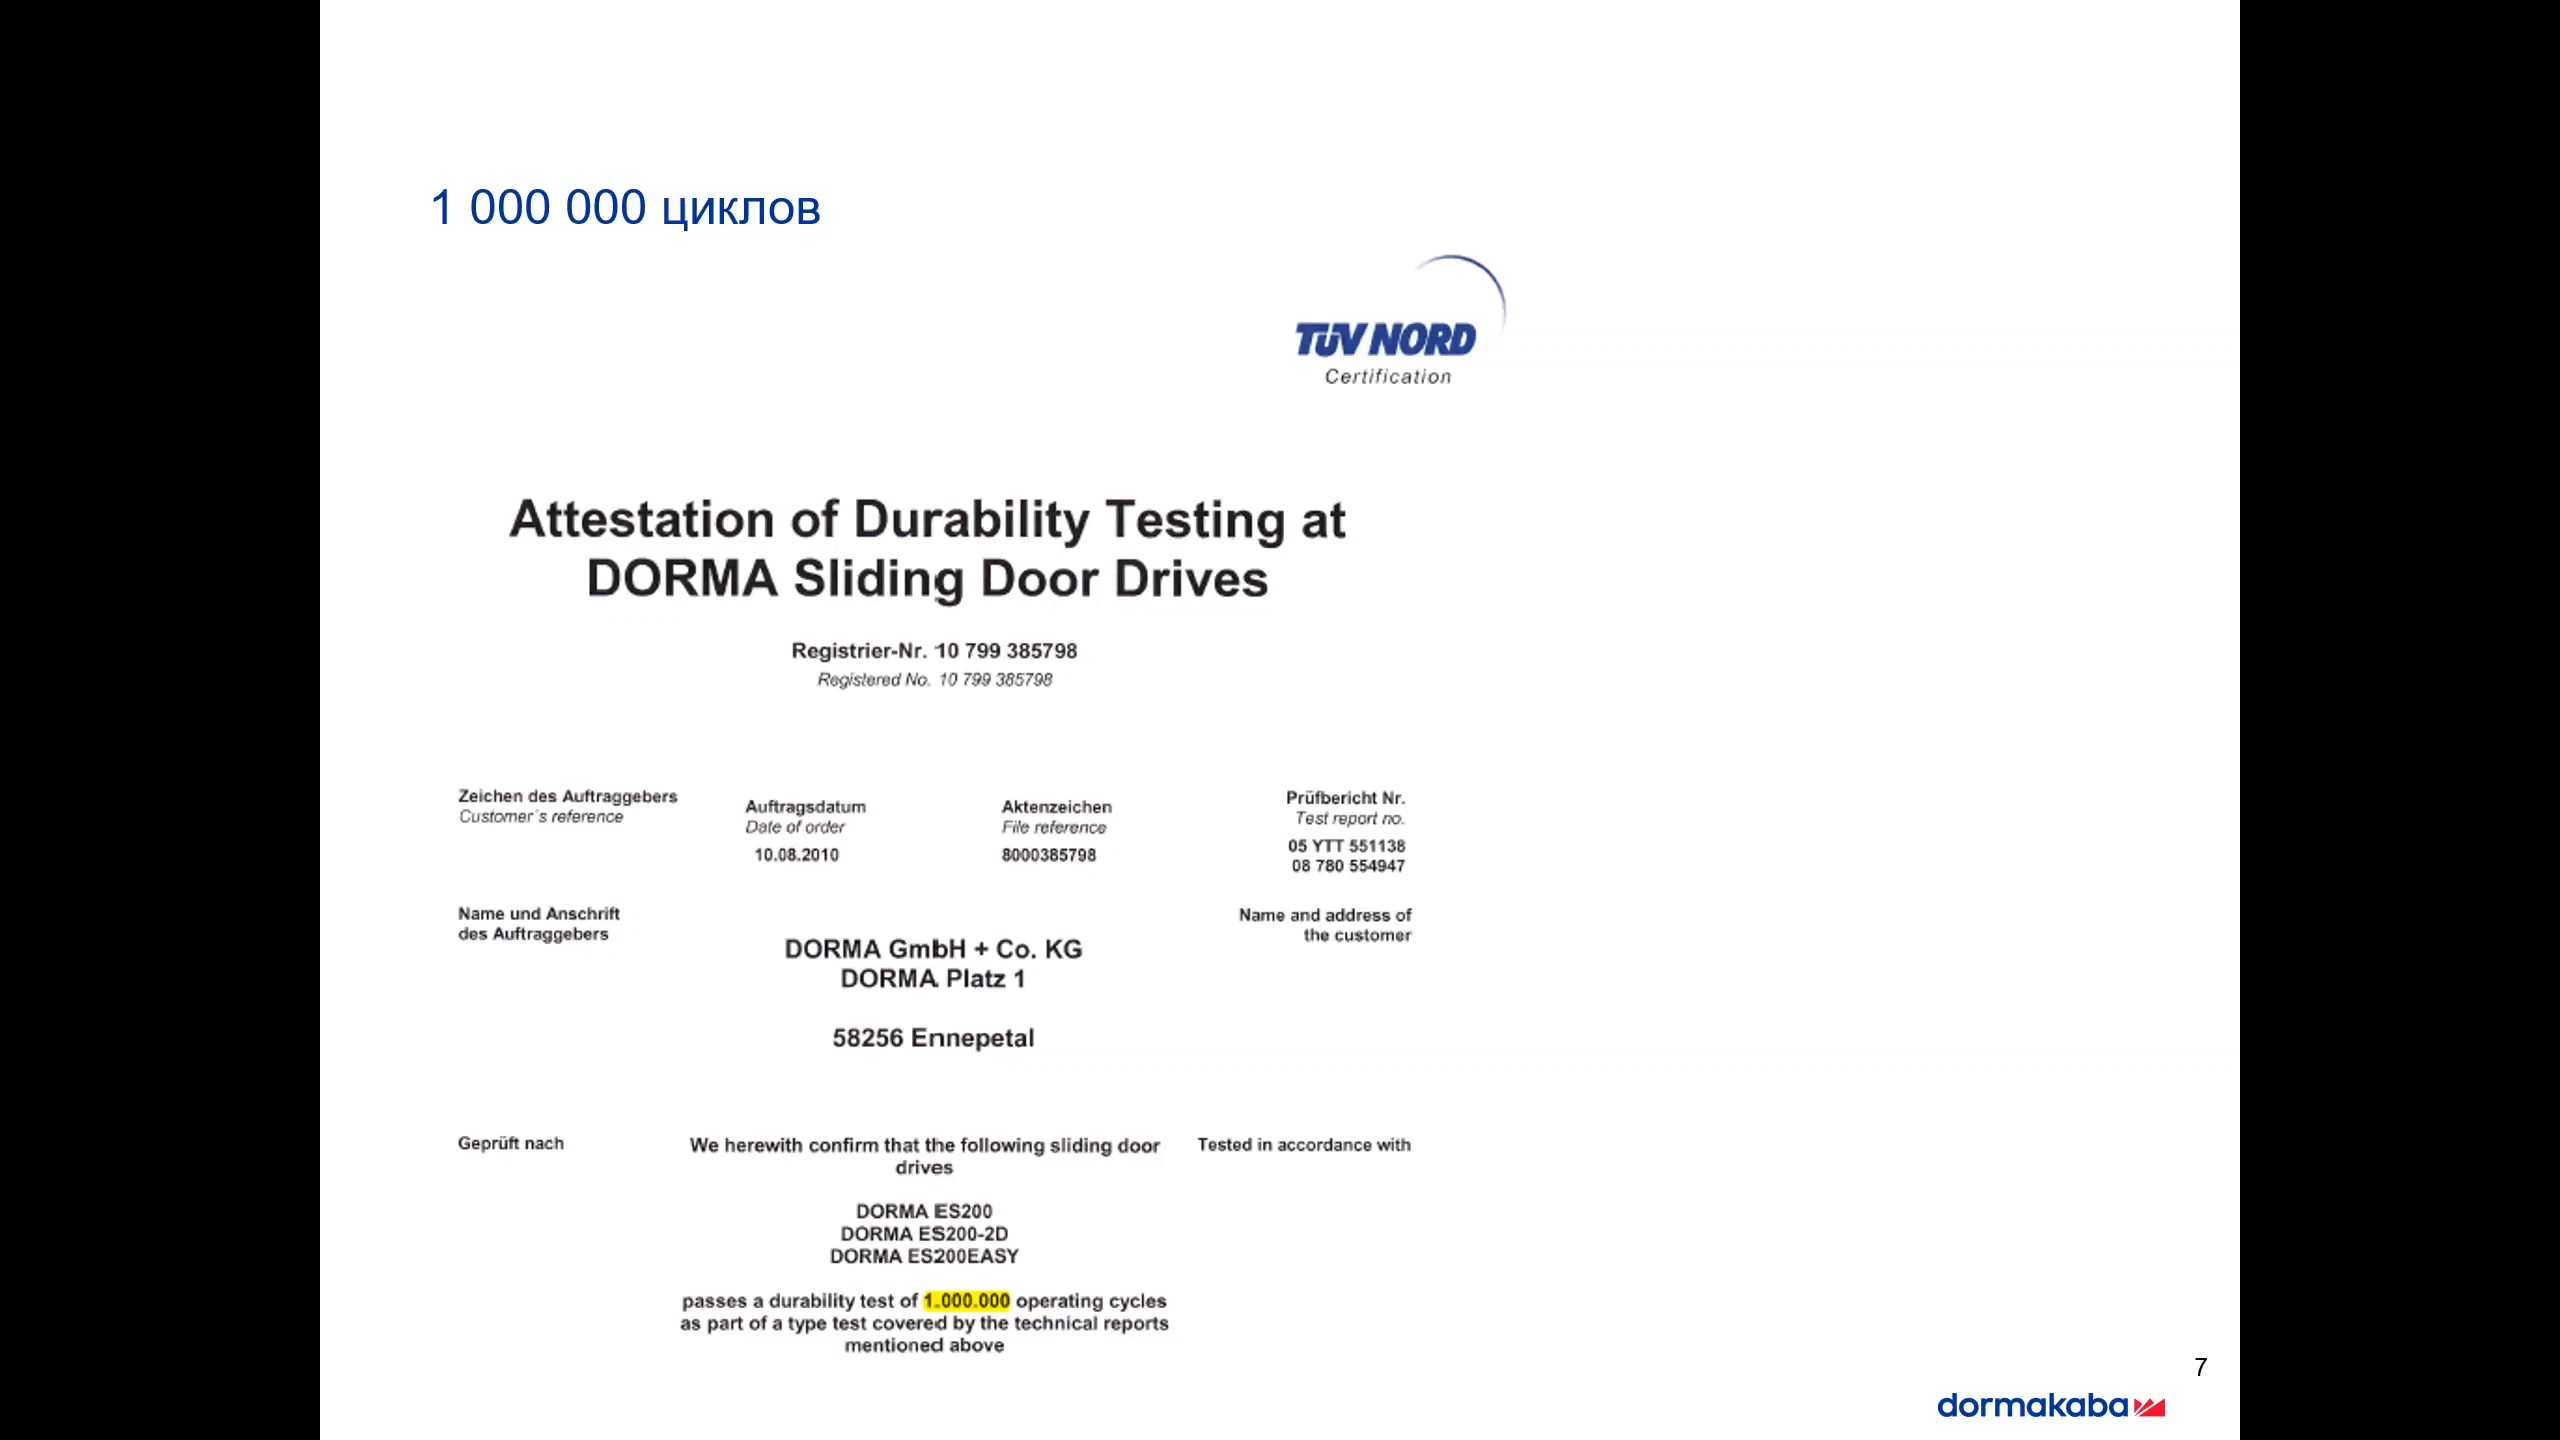 1 000 000 циклов
TÜV NORD
Certification
Attestation of Durability Testing at
DORMA Sliding Door Drives
Registrier-Nr. 10 799 385798
Registered No. 10 799 385798
Zeichen des Auftraggebers
Customer´s reference
Auftragsdatum
Date of order
10.08.2010
Aktenzeichen
File reference
8000385798
Prüfbericht Nr.
Test report no.
05 YTT 551138
08 780 554947
Name und Anschrift
des Auftraggebers
DORMA GmbH + Co. KG
DORMA Platz 1
58256 Ennepetal
Name and address of
the customer
Geprüft nach
We herewith confirm that the following sliding door
drives
Tested in accordance with
DORMA ES200
DORMA ES200-2D
DORMA ES200EASY
passes a durability test of 1.000.000 operating cycles
as part of a type test covered by the technical reports
mentioned above
7
dormakaba